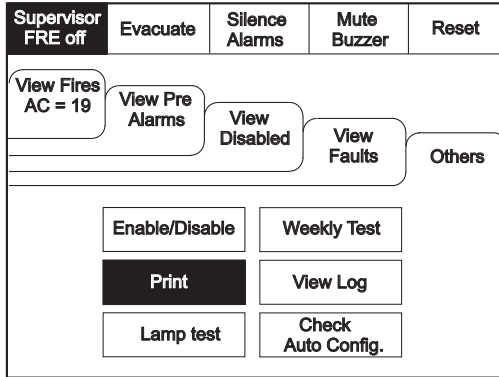 Supervisor
FRE off
Evacuate
Silence
Alarms
Mute
Buzzer
Reset
View Fires
AC = 19
View Pre
Alarms
View
Disabled
View
Faults
Others
Enable/Disable
Weekly Test
Print
View Log
Lamp test
Check
Auto Config.